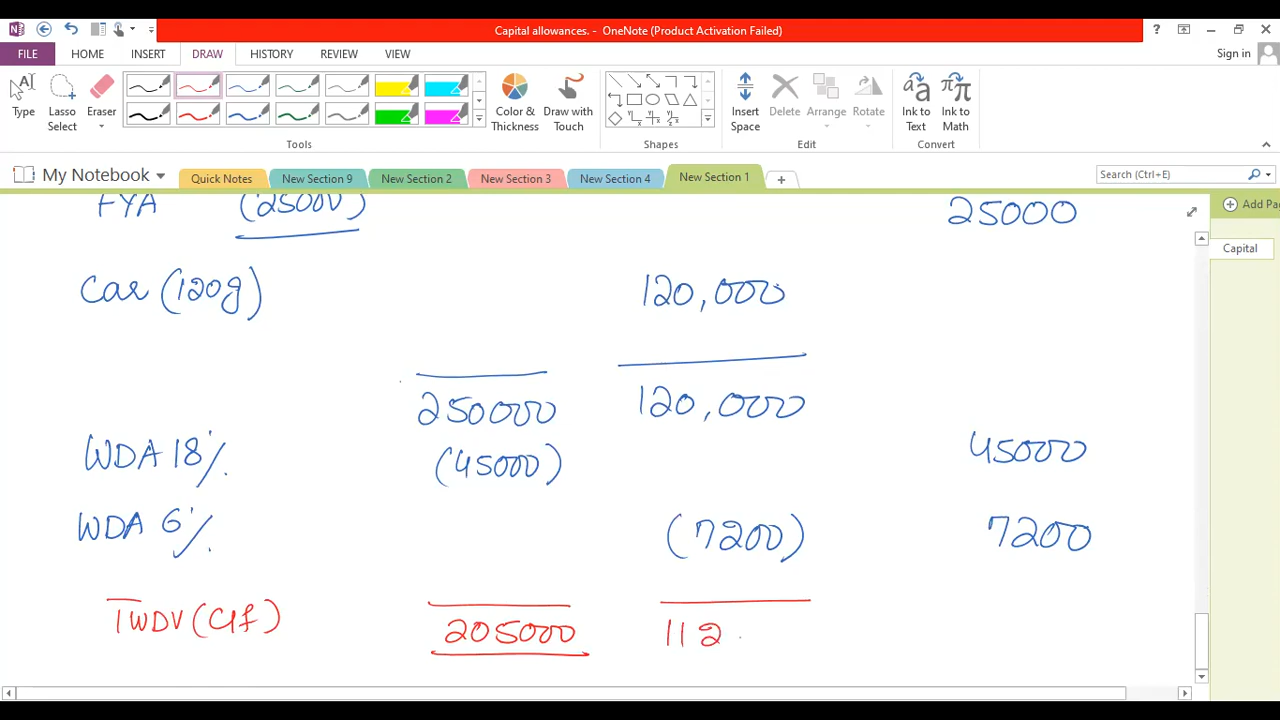 Capital allowances. - OneNote (Product Activation Failed)
FILE HOME INSERT DRAW HISTORY REVIEW VIEW Sign in
Type Lasso Select Eraser Color & Thickness Draw with Touch Insert Space Delete Arrange Rotate Ink to Text Ink to Math
Tools Shapes Edit Convert
My Notebook Quick Notes New Section 9 New Section 2 New Section 3 New Section 4 New Section 1 Search (Ctrl+E)
Add Pa
Capital
FYA (25000) 25000
Car (120g) 120,000
250000 120,000
WDA 18% (45000) 45000
WDA 6% (7200) 7200
TWDV (c/f) 205000 112